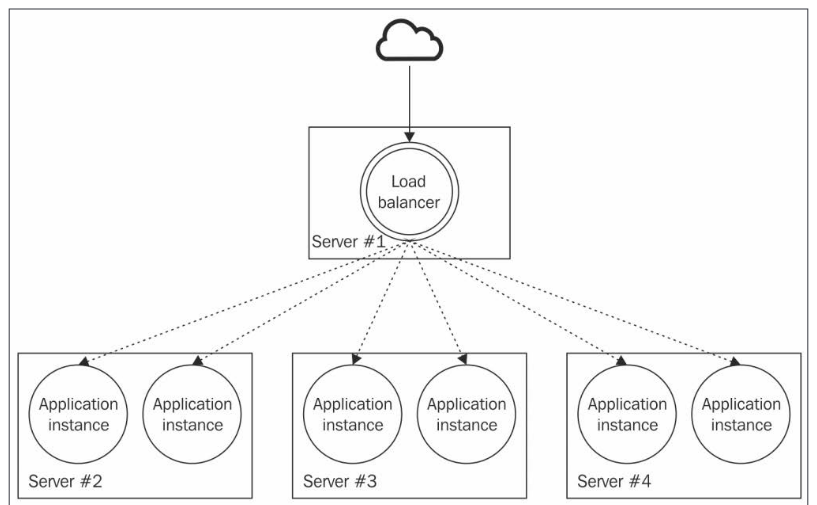 Load
balancer
Server #1
Application
instance
Application
instance
Server #2
Application
instance
Application
instance
Server #3
Application
instance
Application
instance
Server #4